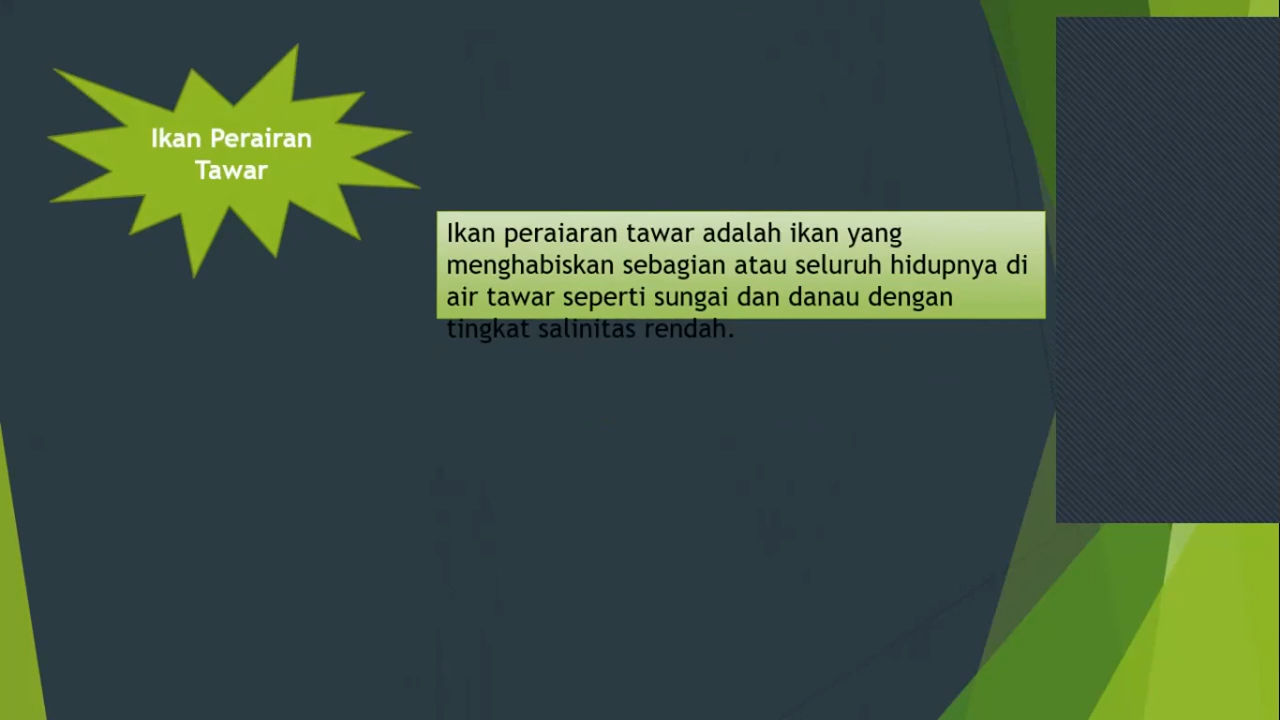 Ikan Perairan
Tawar
Ikan peraiaran tawar adalah ikan yang
menghabiskan sebagian atau seluruh hidupnya di
air tawar seperti sungai dan danau dengan
tingkat salinitas rendah.